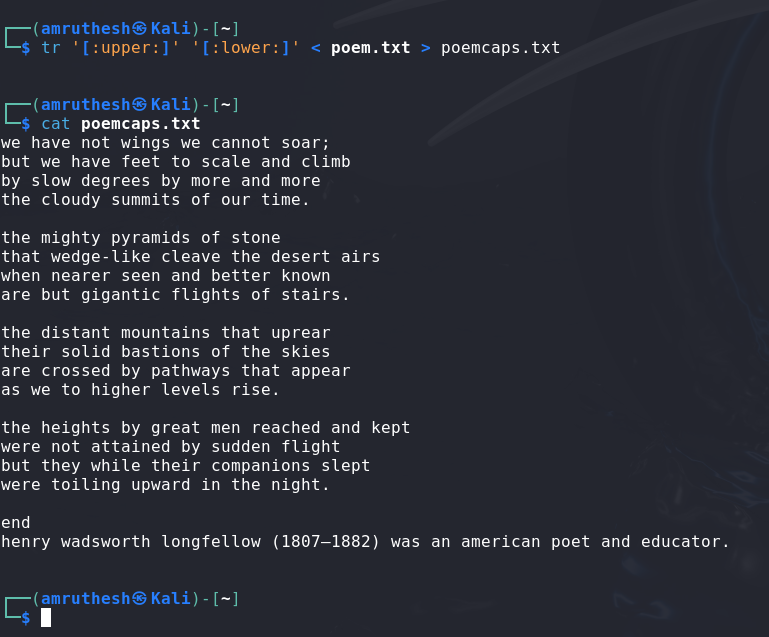 ┌──(amruthesh㉿Kali)-[~]
└─$ tr '[:upper:]' '[:lower:]' < poem.txt > poemcaps.txt
┌──(amruthesh㉿Kali)-[~]
└─$ cat poemcaps.txt
we have not wings we cannot soar;
but we have feet to scale and climb
by slow degrees by more and more
the cloudy summits of our time.
the mighty pyramids of stone
that wedge-like cleave the desert airs
when nearer seen and better known
are but gigantic flights of stairs.
the distant mountains that uprear
their solid bastions of the skies
are crossed by pathways that appear
as we to higher levels rise.
the heights by great men reached and kept
were not attained by sudden flight
but they while their companions slept
were toiling upward in the night.
end
henry wadsworth longfellow (1807–1882) was an american poet and educator.
┌──(amruthesh㉿Kali)-[~]
└─$